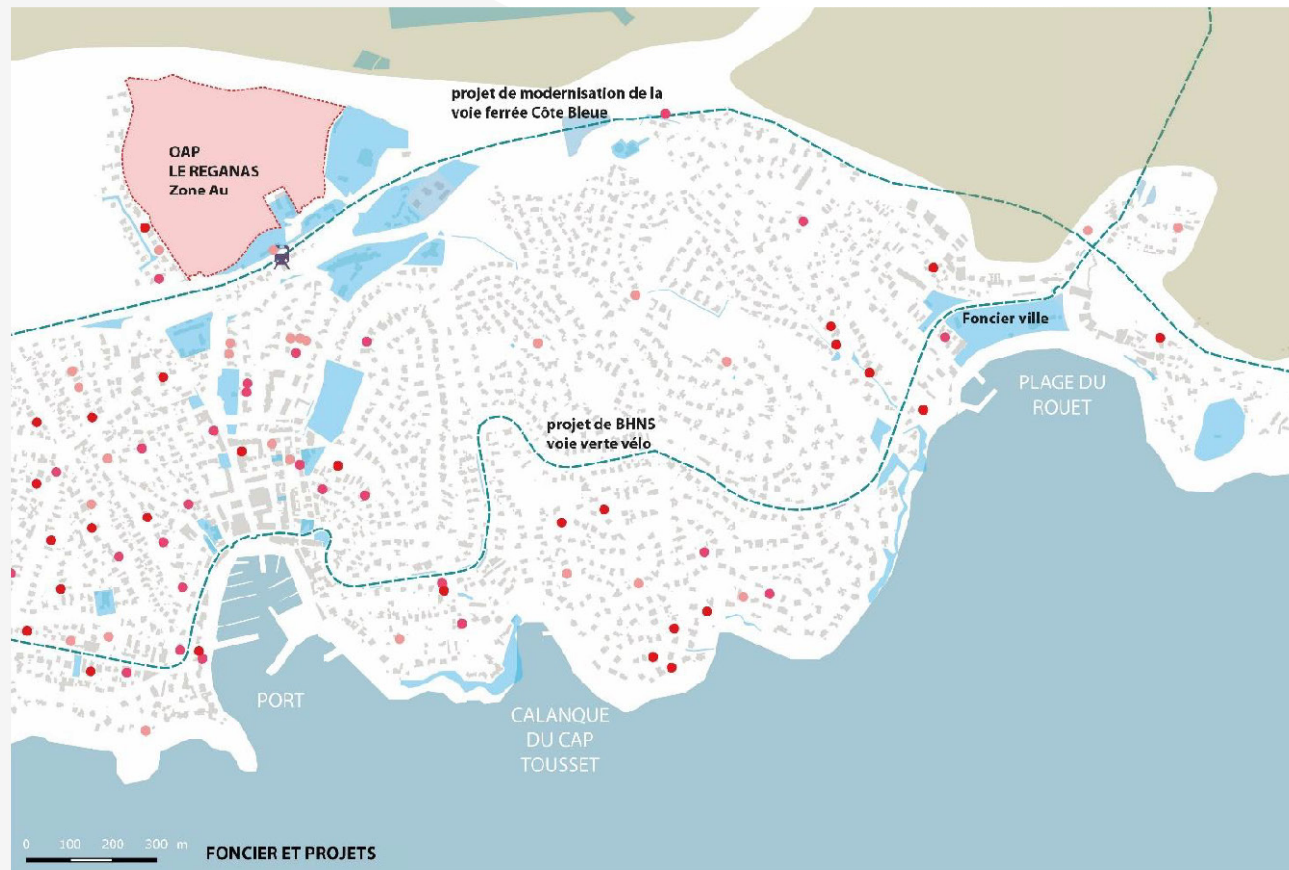 projet de modernisation de la
voie ferrée Côte Bleue
OAP
LE REGANAS
Zone Au
Foncier ville
PLAGE DU
ROUET
projet de BHNS
voie verte vélo
PORT
CALANQUE
DU CAP
TOUSSET
0 100 200 300 m
FONCIER ET PROJETS